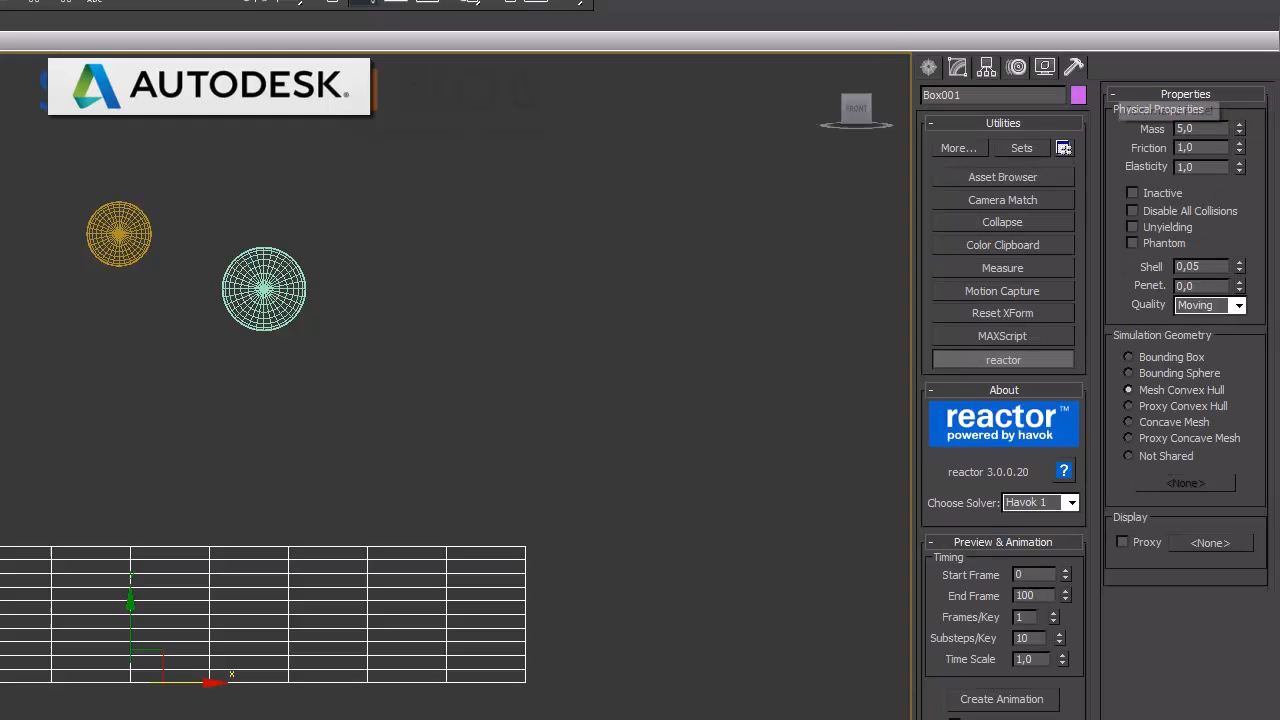 AUTODESK.
FRONT
Box001
- Utilities
More... Sets
Asset Browser
Camera Match
Collapse
Color Clipboard
Measure
Motion Capture
Reset XForm
MAXScript
reactor
- About
reactor™
powered by havok
reactor 3.0.0.20 ?
Choose Solver: Havok 1
- Preview & Animation
Timing
Start Frame 0
End Frame 100
Frames/Key 1
Substeps/Key 10
Time Scale 1,0
Create Animation
- Properties
Physical Properties
Mass 5,0
Friction 1,0
Elasticity 1,0
Inactive
Disable All Collisions
Unyielding
Phantom
Shell 0,05
Penet. 0,0
Quality Moving
Simulation Geometry
Bounding Box
Bounding Sphere
Mesh Convex Hull
Proxy Convex Hull
Concave Mesh
Proxy Concave Mesh
Not Shared
<None>
Display
Proxy <None>
x